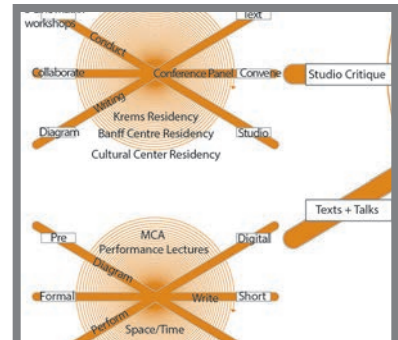 workshops
Text
Conduct
Collaborate
Conference Panel
Convene
Studio Critique
Writing
Krems Residency
Diagram
Banff Centre Residency
Studio
Cultural Center Residency
Texts + Talks
Pre
MCA
Digital
Performance Lectures
Diagram
Formal
Write
Short
Perform
Space/Time